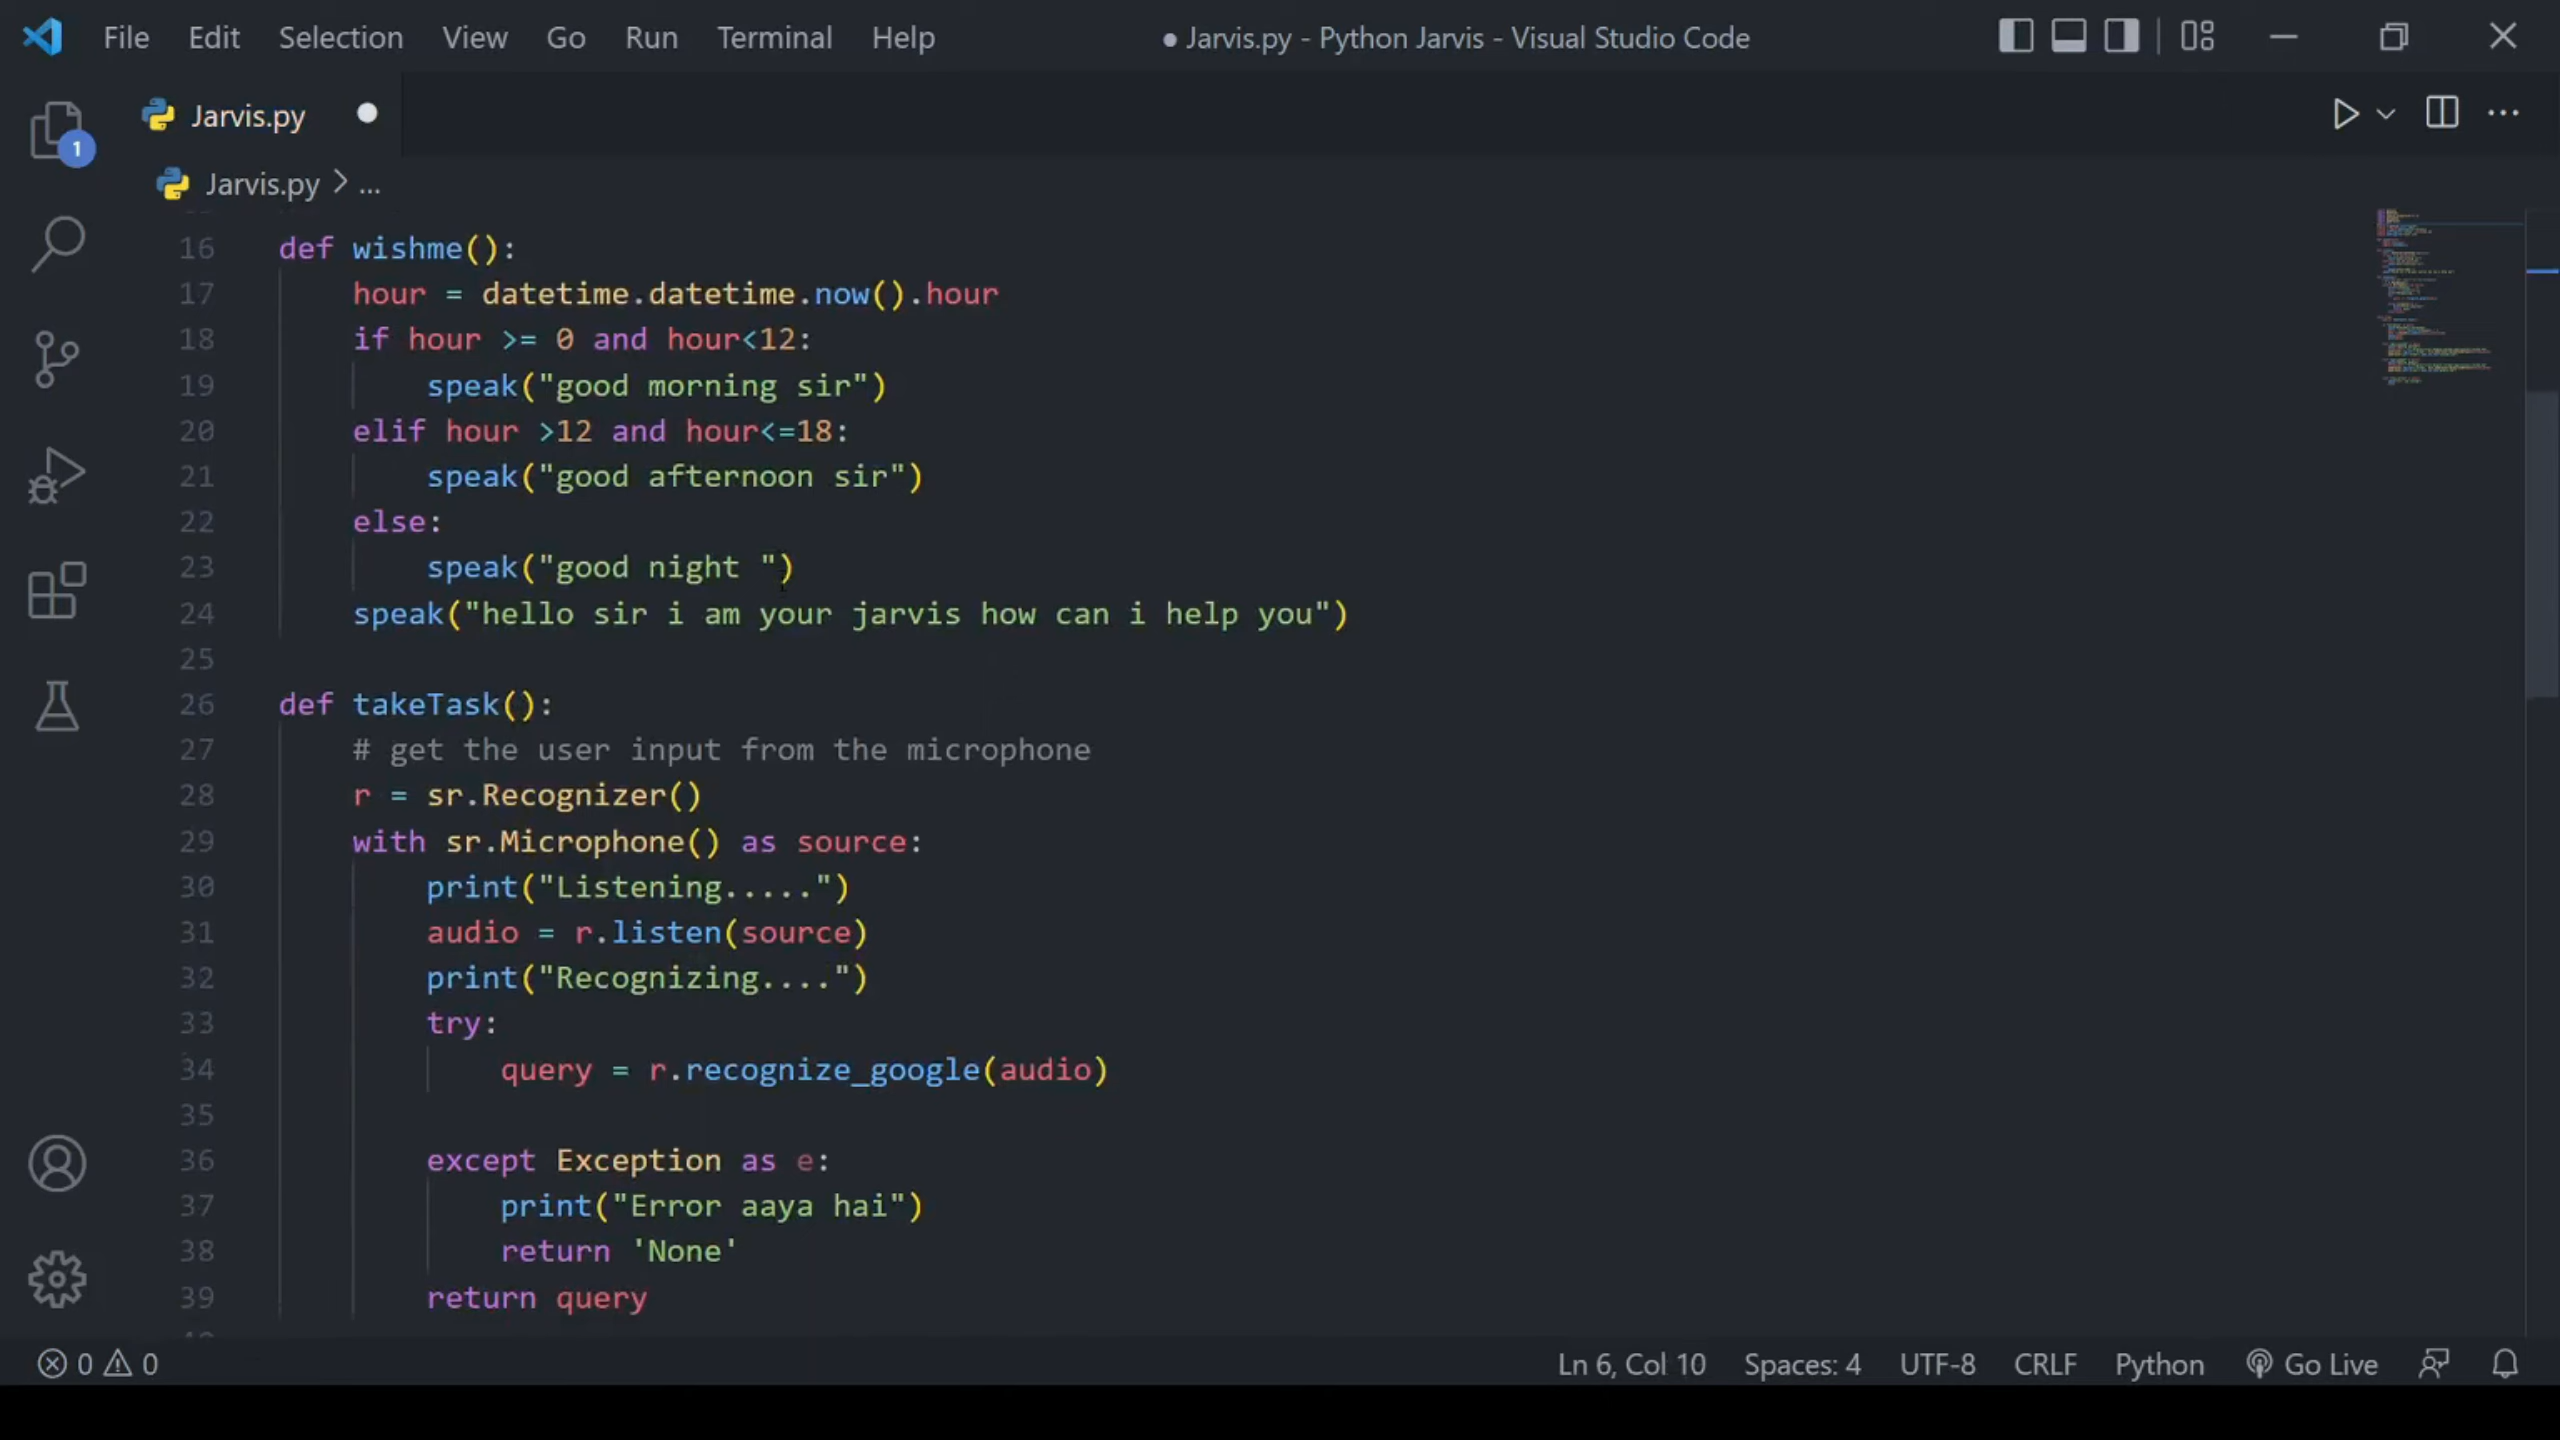 File Edit Selection View Go Run Terminal Help ● Jarvis.py - Python Jarvis - Visual Studio Code
Jarvis.py
1
Jarvis.py > ...
16 def wishme():
17     hour = datetime.datetime.now().hour
18     if hour >= 0 and hour<12:
19         speak("good morning sir")
20     elif hour >12 and hour<=18:
21         speak("good afternoon sir")
22     else:
23         speak("good night ")
24     speak("hello sir i am your jarvis how can i help you")
25
26 def takeTask():
27     # get the user input from the microphone
28     r = sr.Recognizer()
29     with sr.Microphone() as source:
30         print("Listening.....")
31         audio = r.listen(source)
32         print("Recognizing....")
33         try:
34             query = r.recognize_google(audio)
35
36         except Exception as e:
37             print("Error aaya hai")
38             return 'None'
39         return query
0 0 Ln 6, Col 10 Spaces: 4 UTF-8 CRLF Python Go Live